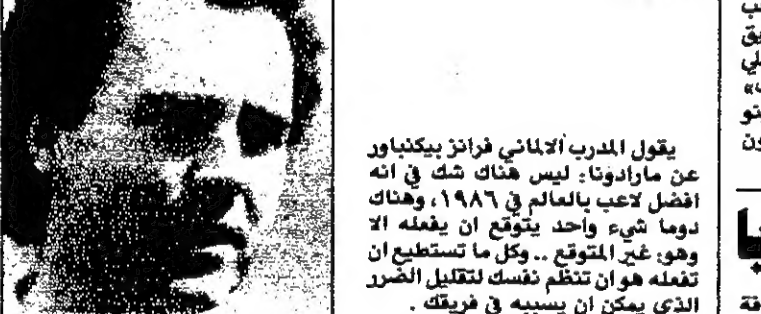 يقول المدرب الالماني فرانز بيكنباور
عن مارادونا: ليس هناك شك في انه
افضل لاعب بالعالم في ١٩٨٦، وهناك
دوما شيء واحد يتوقع ان يفعله الا
وهو: غير المتوقع .. وكل ما تستطيع ان
تفعله هو ان تنظم نفسك لتقليل الضرر
الذي يمكن ان يسببه في فريقك .